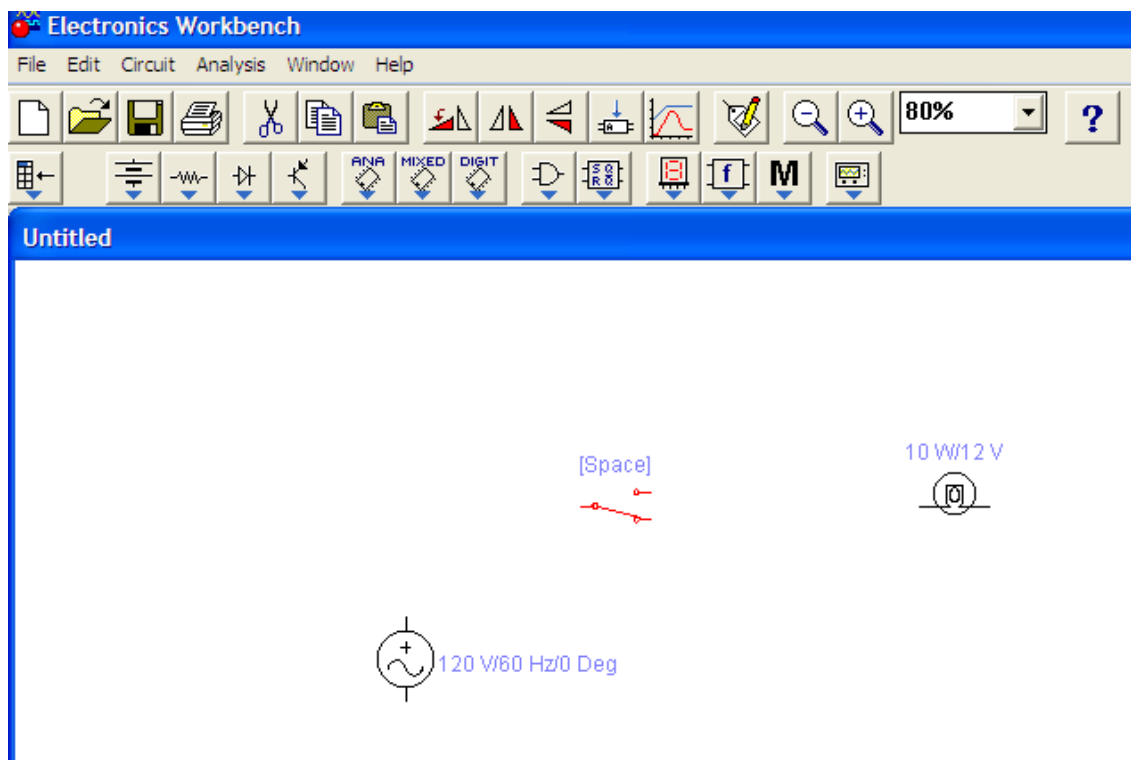 Electronics Workbench
File Edit Circuit Analysis Window Help
80% ?
ANA MIXED DIGIT
S Q
R Q
f M
Untitled
10 W/12 V
[Space]
120 V/60 Hz/0 Deg